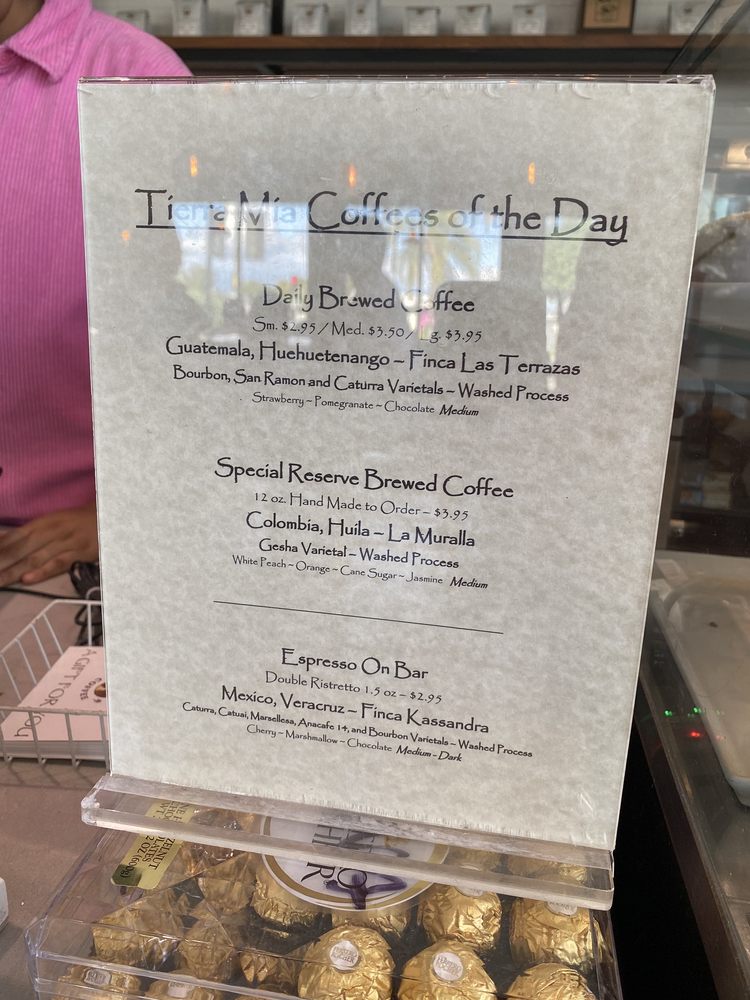 Tierra Mia Coffees of the Day
Daily Brewed Coffee
Sm. $2.95 / Med. $3.50 / Lg. $3.95
Guatemala, Huehuetenango – Finca Las Terrazas
Bourbon, San Ramon and Caturra Varietals – Washed Process
Strawberry ~ Pomegranate ~ Chocolate Medium
Special Reserve Brewed Coffee
12 oz. Hand Made to Order – $3.95
Colombia, Huila – La Muralla
Gesha Varietal – Washed Process
White Peach ~ Orange ~ Cane Sugar ~ Jasmine Medium
Espresso On Bar
Double Ristretto 1.5 oz – $2.95
Mexico, Veracruz – Finca Kassandra
Caturra, Catuai, Marsellesa, Anacafe 14, and Bourbon Varietals – Washed Process
Cherry ~ Marshmallow ~ Chocolate Medium - Dark
A GIFT FOR